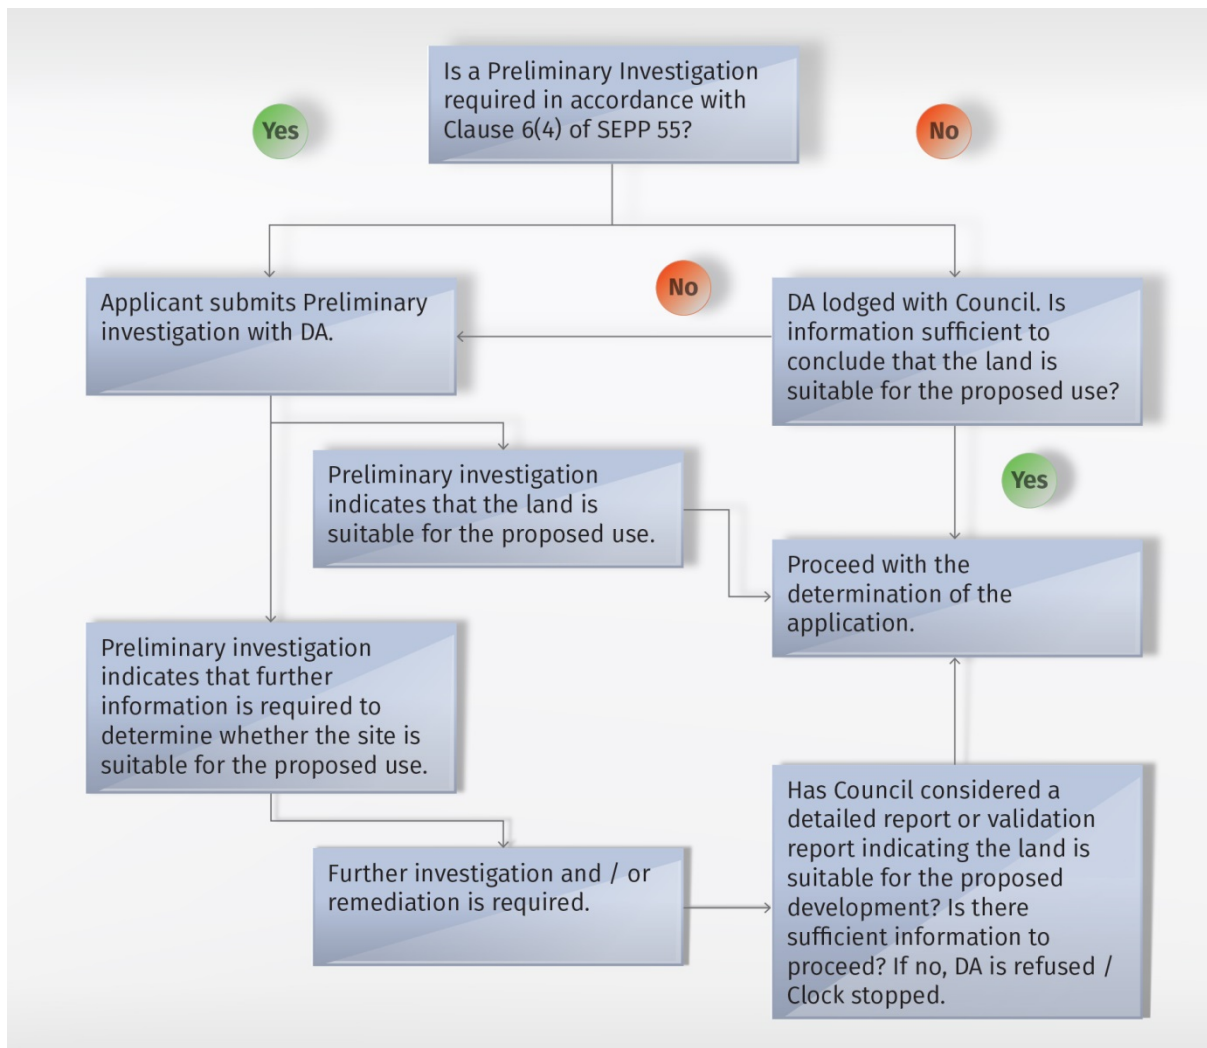 Is a Preliminary Investigation
required in accordance with
Clause 6(4) of SEPP 55?
Yes
No
Applicant submits Preliminary
investigation with DA.
No
DA lodged with Council. Is
information sufficient to
conclude that the land is
suitable for the proposed use?
Preliminary investigation
indicates that the land is
suitable for the proposed use.
Yes
Proceed with the
determination of the
application.
Preliminary investigation
indicates that further
information is required to
determine whether the site is
suitable for the proposed use.
Further investigation and / or
remediation is required.
Has Council considered a
detailed report or validation
report indicating the land is
suitable for the proposed
development? Is there
sufficient information to
proceed? If no, DA is refused /
Clock stopped.